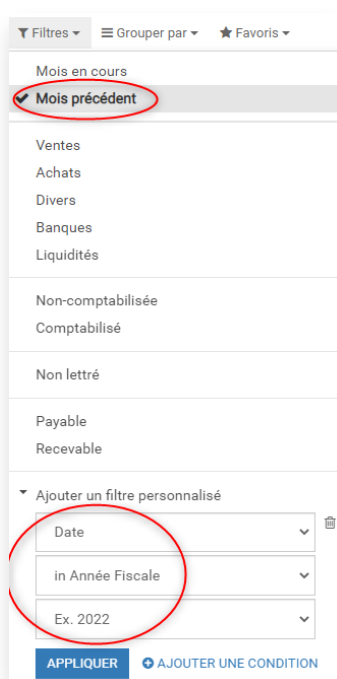 Filtres Grouper par Favoris
Mois en cours
Mois précédent
Ventes
Achats
Divers
Banques
Liquidités
Non-comptabilisée
Comptabilisé
Non lettré
Payable
Recevable
Ajouter un filtre personnalisé
Date
in Année Fiscale
Ex. 2022
APPLIQUER AJOUTER UNE CONDITION